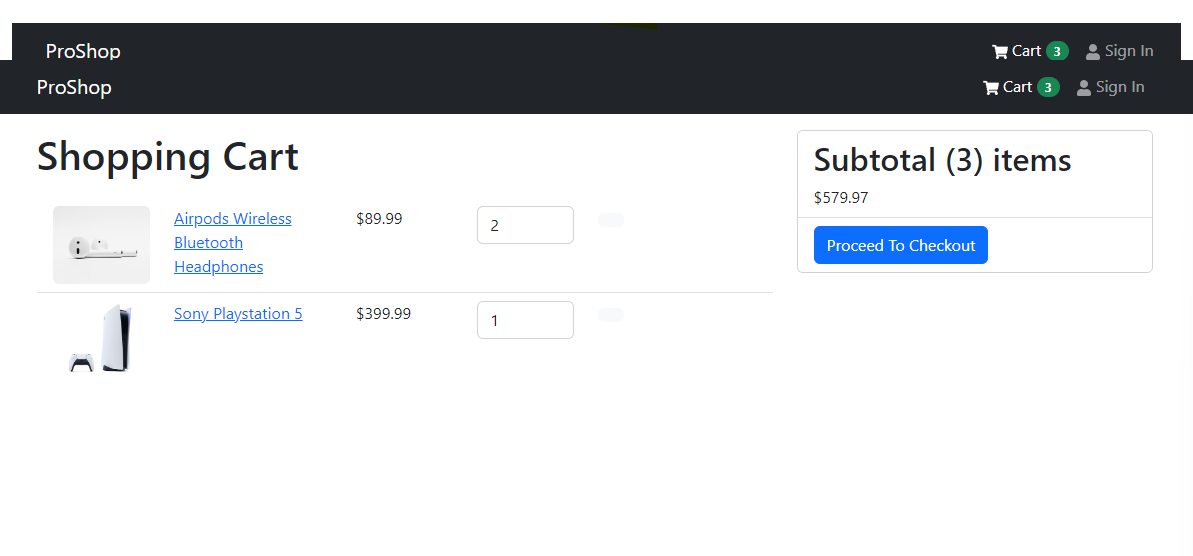 ProShop Cart 3 Sign In
ProShop Cart 3 Sign In
Shopping Cart
Airpods Wireless
Bluetooth
Headphones
$89.99
2
Sony Playstation 5
$399.99
1
Subtotal (3) items
$579.97
Proceed To Checkout